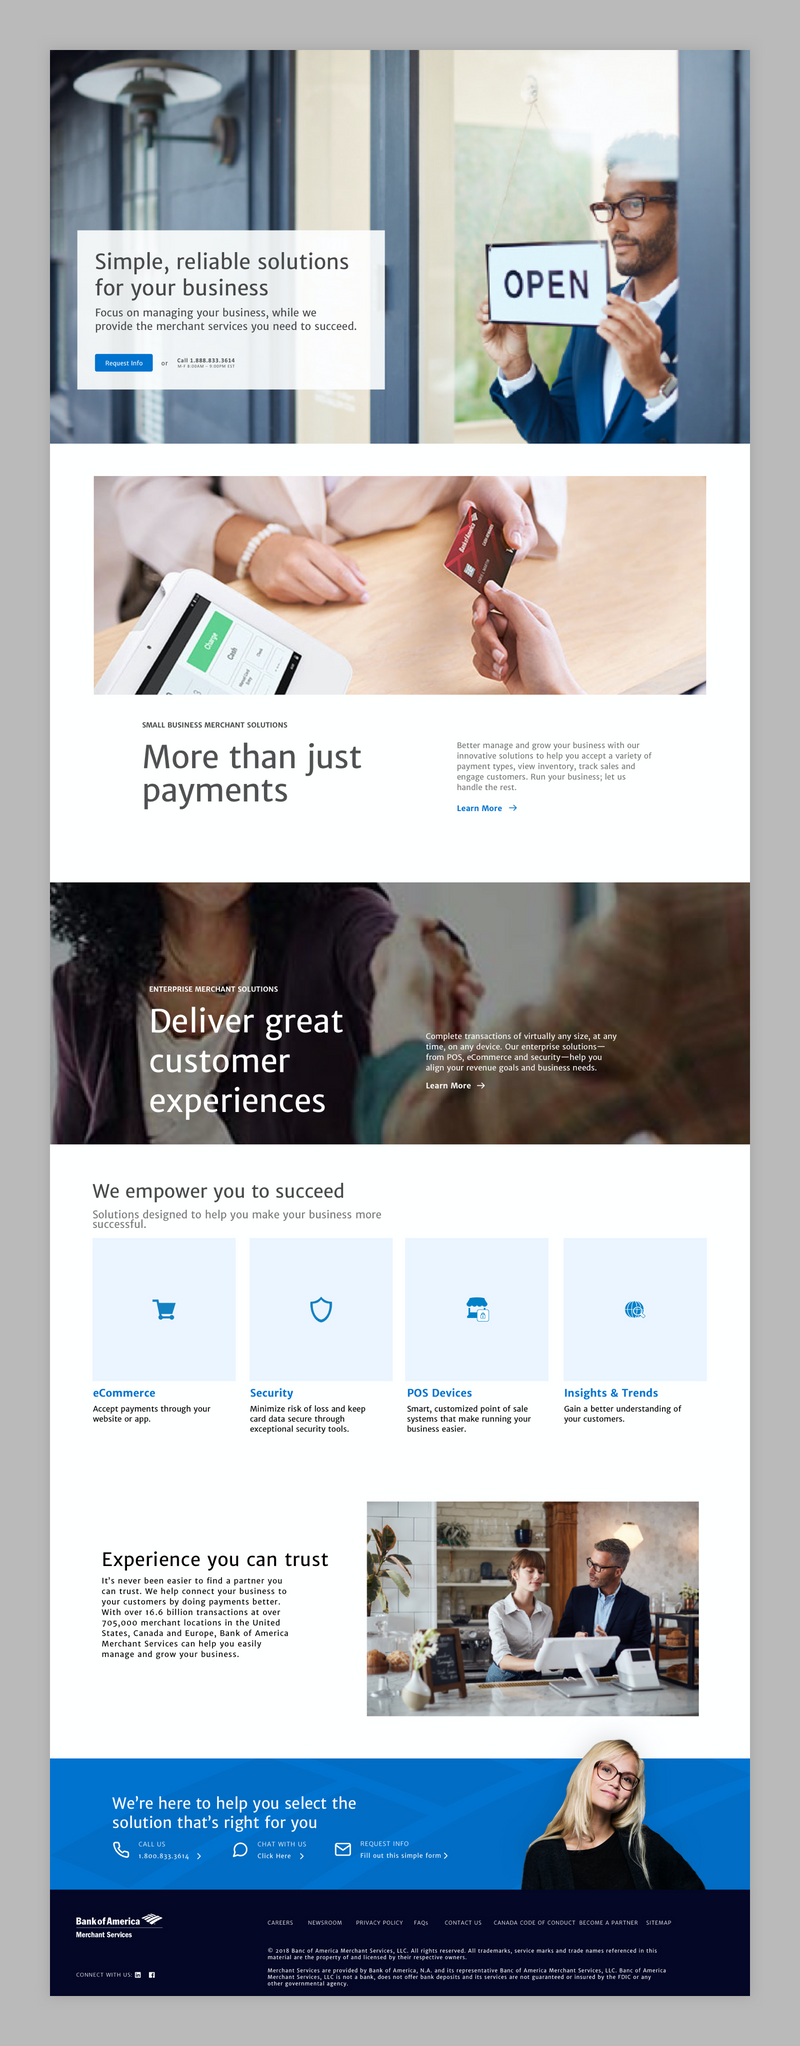 OPEN
Simple, reliable solutions
for your business
Focus on managing your business, while we
provide the merchant services you need to succeed.
Request Info or Call 1.888.833.3614
M-F 8:00AM – 9:00PM EST
Bank of America
Charge
Cash
SMALL BUSINESS MERCHANT SOLUTIONS
More than just
payments
Better manage and grow your business with our
innovative solutions to help you accept a variety of
payment types, view inventory, track sales and
engage customers. Run your business; let us
handle the rest.
Learn More
ENTERPRISE MERCHANT SOLUTIONS
Deliver great
customer
experiences
Complete transactions of virtually any size, at any
time, on any device. Our enterprise solutions—
from POS, eCommerce and security—help you
align your revenue goals and business needs.
Learn More
We empower you to succeed
Solutions designed to help you make your business more
successful.
eCommerce
Accept payments through your
website or app.
Security
Minimize risk of loss and keep
card data secure through
exceptional security tools.
POS Devices
Smart, customized point of sale
systems that make running your
business easier.
Insights & Trends
Gain a better understanding of
your customers.
Experience you can trust
It's never been easier to find a partner you
can trust. We help connect your business to
your customers by doing payments better.
With over 16.6 billion transactions at over
705,000 merchant locations in the United
States, Canada and Europe, Bank of America
Merchant Services can help you easily
manage and grow your business.
We're here to help you select the
solution that's right for you
CALL US
1.800.833.3614
CHAT WITH US
Click Here
REQUEST INFO
Fill out this simple form
Bank of America
Merchant Services
CONNECT WITH US:
CAREERS NEWSROOM PRIVACY POLICY FAQs CONTACT US CANADA CODE OF CONDUCT BECOME A PARTNER SITEMAP
© 2018 Banc of America Merchant Services, LLC. All rights reserved. All trademarks, service marks and trade names referenced in this
material are the property of and licensed by their respective owners.
Merchant Services are provided by Bank of America, N.A. and its representative Banc of America Merchant Services, LLC. Banc of America
Merchant Services, LLC is not a bank, does not offer bank deposits and its services are not guaranteed or insured by the FDIC or any
other governmental agency.